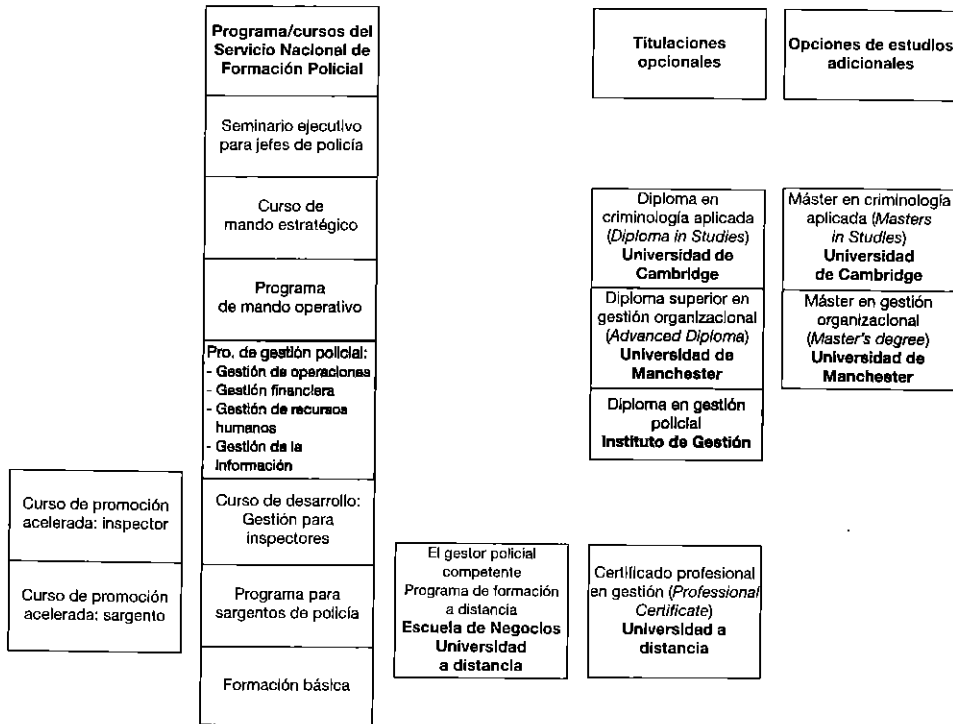 Programa/cursos del
Servicio Nacional de
Formación Policial
Titulaciones
opcionales
Opciones de estudios
adicionales
Seminario ejecutivo
para jefes de policía
Curso de
mando estratégico
Diploma en
criminología aplicada
(Diploma in Studies)
Universidad de
Cambridge
Máster en criminología
aplicada (Masters
in Studies)
Universidad
de Cambridge
Programa
de mando operativo
Diploma superior en
gestión organizacional
(Advanced Diploma)
Universidad de
Manchester
Máster en gestión
organizacional
(Master's degree)
Universidad de
Manchester
Pro. de gestión policial:
- Gestión de operaciones
- Gestión financiera
- Gestión de recursos
humanos
- Gestión de la
Información
Diploma en gestión
policial
Instituto de Gestión
Curso de promoción
acelerada: inspector
Curso de desarrollo:
Gestión para
inspectores
Curso de promoción
acelerada: sargento
Programa para
sargentos de policía
El gestor policial
competente
Programa de formación
a distancia
Escuela de Negocios
Universidad
a distancia
Certificado profesional
en gestión (Professional
Certificate)
Universidad a
distancia
Formación básica